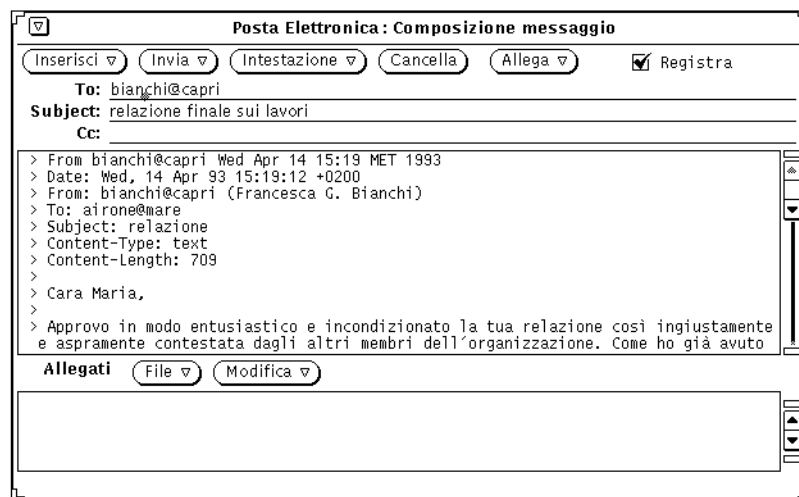 Posta Elettronica : Composizione messaggio
Inserisci Invia Intestazione Cancella Allega Registra
To: bianchi@capri
Subject: relazione finale sui lavori
Cc:
> From bianchi@capri Wed Apr 14 15:19 MET 1993
> Date: Wed, 14 Apr 93 15:19:12 +0200
> From: bianchi@capri (Francesca G. Bianchi)
> To: airone@mare
> Subject: relazione
> Content-Type: text
> Content-Length: 709
>
> Cara Maria,
>
> Approvo in modo entusiastico e incondizionato la tua relazione così ingiustamente
e aspramente contestata dagli altri membri dell´organizzazione. Come ho già avuto
Allegati File Modifica